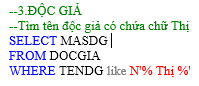 --3.ĐỘC GIẢ
--Tìm tên độc giả có chứa chữ Thị
SELECT MASDG
FROM DOCGIA
WHERE TENDG like N'% Thị %'